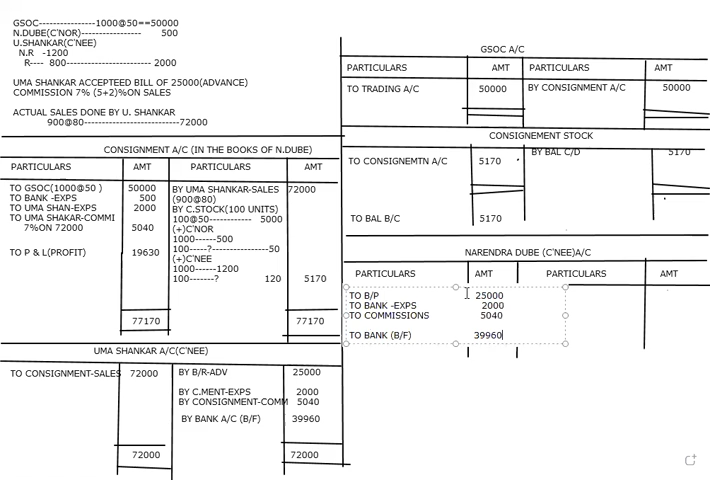 GSOC-----------------1000@50==50000
N.DUBE(C'NOR)----------------- 500
U.SHANKAR(C'NEE)
N.R -1200
R---- 800---------------------- 2000
UMA SHANKAR ACCEPTEED BILL OF 25000(ADVANCE)
COMMISSION 7% (5+2)%ON SALES
ACTUAL SALES DONE BY U. SHANKAR
900@80--------------------------72000
CONSIGNMENT A/C (IN THE BOOKS OF N.DUBE)
PARTICULARS AMT PARTICULARS AMT
TO GSOC(1000@50 ) 50000 BY UMA SHANKAR-SALES 72000
TO BANK -EXPS 500 (900@80)
TO UMA SHAN-EXPS 2000 BY C.STOCK(100 UNITS)
TO UMA SHAKAR-COMMI 100@50------------ 5000
7%ON 72000 5040 (+)C'NOR
1000------500
100-----?----------------50
TO P & L(PROFIT) 19630 (+)C'NEE
1000------1200
100-------? 120 5170
77170 77170
UMA SHANKAR A/C(C'NEE)
TO CONSIGNMENT-SALES 72000 BY B/R-ADV 25000
BY C.MENT-EXPS 2000
BY CONSIGNMENT-COMM 5040
BY BANK A/C (B/F) 39960
72000 72000
GSOC A/C
PARTICULARS AMT PARTICULARS AMT
TO TRADING A/C 50000 BY CONSIGNMENT A/C 50000
CONSIGNEMENT STOCK
TO CONSIGNEMTN A/C 5170 BY BAL C/D 5170
TO BAL B/C 5170
NARENDRA DUBE (C'NEE)A/C
PARTICULARS AMT PARTICULARS AMT
TO B/P 25000
TO BANK -EXPS 2000
TO COMMISSIONS 5040
TO BANK (B/F) 39960